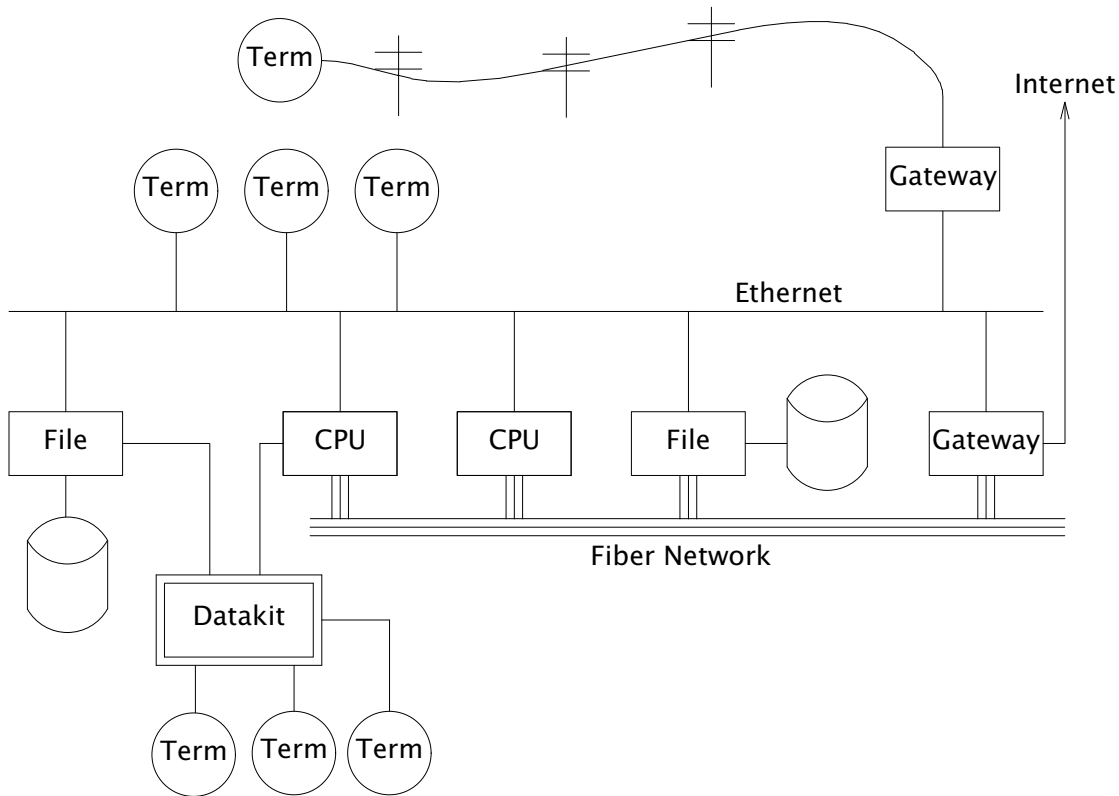 Term
Internet
Term
Term
Term
Gateway
Ethernet
File
CPU
CPU
File
Gateway
Fiber Network
Datakit
Term
Term
Term